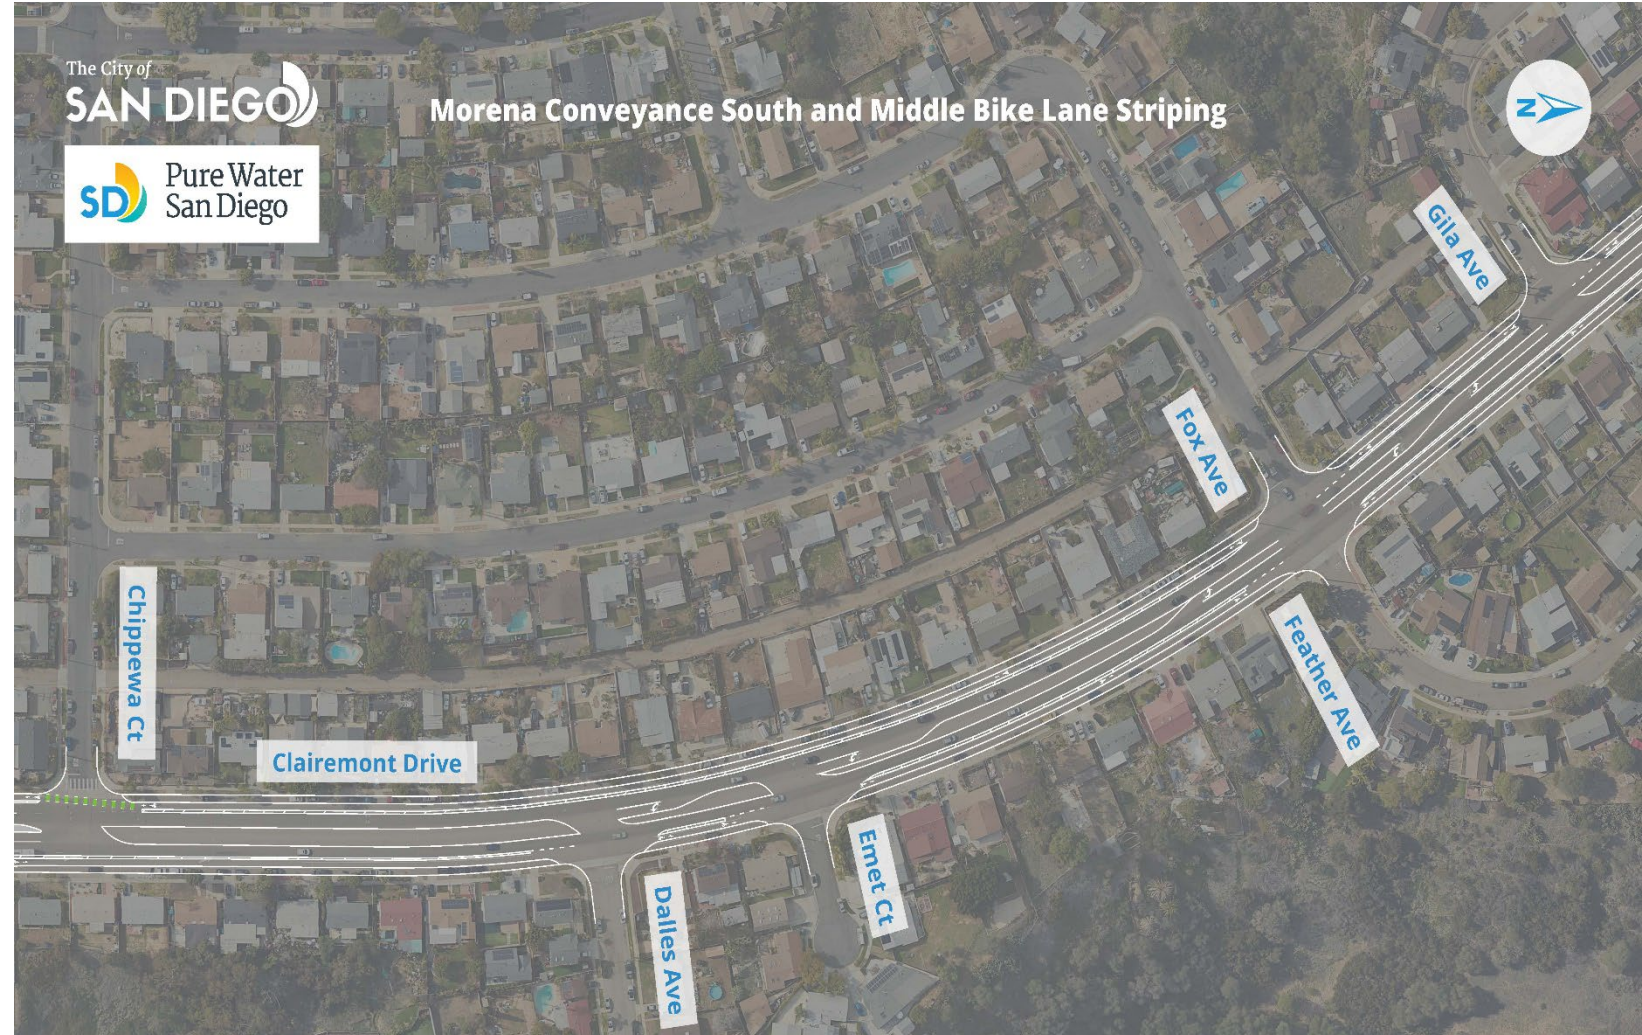 The City of
SAN DIEGO
Morena Conveyance South and Middle Bike Lane Striping
N
SD
Pure Water
San Diego
Gila Ave
Fox Ave
Chippewa Ct
Feather Ave
Clairemont Drive
Emet Ct
Dalles Ave